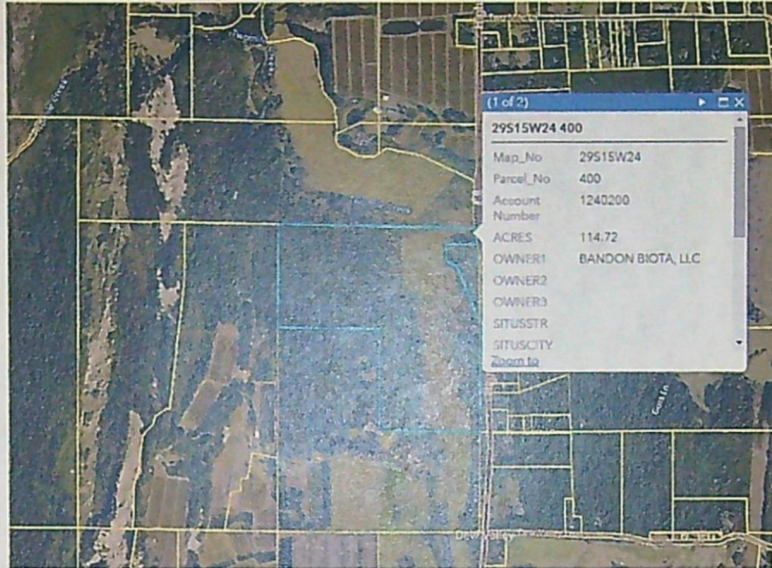 (1 of 2)
29S15W24 400
Map_No 29S15W24
Parcel_No 400
Account Number 1240200
ACRES 114.72
OWNER1 BANDON BIOTA, LLC
OWNER2
OWNER3
SITUSSTR
SITUSCITY
Zoom to